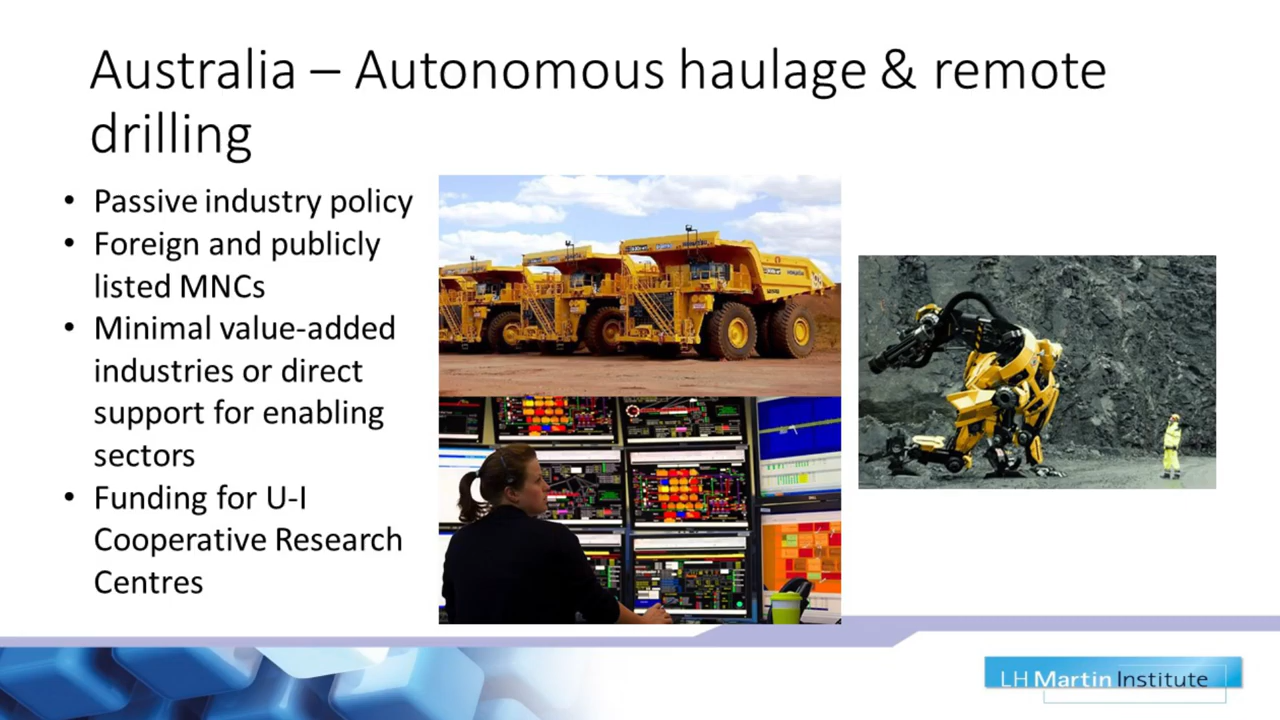 Australia – Autonomous haulage & remote
drilling
• Passive industry policy
• Foreign and publicly
listed MNCs
• Minimal value-added
industries or direct
support for enabling
sectors
• Funding for U-I
Cooperative Research
Centres
LH Martin Institute